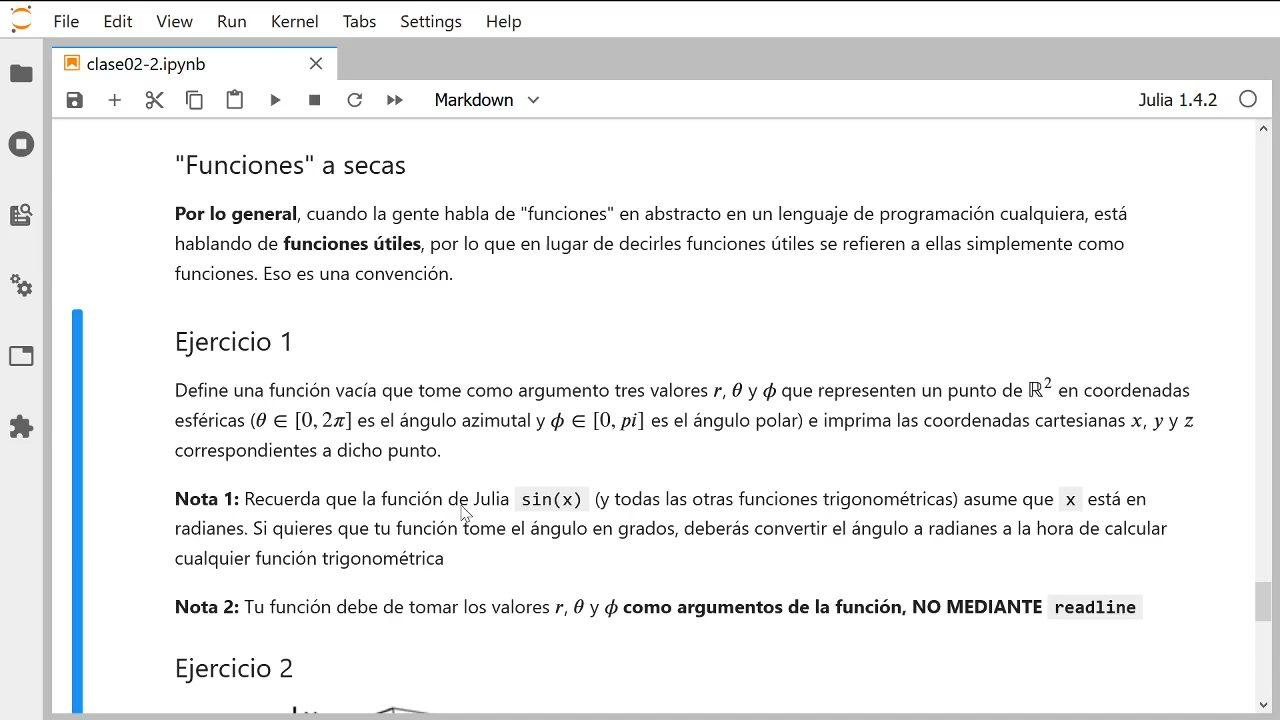 File Edit View Run Kernel Tabs Settings Help
clase02-2.ipynb
Markdown
Julia 1.4.2
"Funciones" a secas
Por lo general, cuando la gente habla de "funciones" en abstracto en un lenguaje de programación cualquiera, está
hablando de funciones útiles, por lo que en lugar de decirles funciones útiles se refieren a ellas simplemente como
funciones. Eso es una convención.
Ejercicio 1
Define una función vacía que tome como argumento tres valores r, θ y ϕ que representen un punto de ℝ² en coordenadas
esféricas (θ ∈ [0, 2π] es el ángulo azimutal y ϕ ∈ [0, pi] es el ángulo polar) e imprima las coordenadas cartesianas x, y y z
correspondientes a dicho punto.
Nota 1: Recuerda que la función de Julia sin(x) (y todas las otras funciones trigonométricas) asume que x está en
radianes. Si quieres que tu función tome el ángulo en grados, deberás convertir el ángulo a radianes a la hora de calcular
cualquier función trigonométrica
Nota 2: Tu función debe de tomar los valores r, θ y ϕ como argumentos de la función, NO MEDIANTE readline
Ejercicio 2